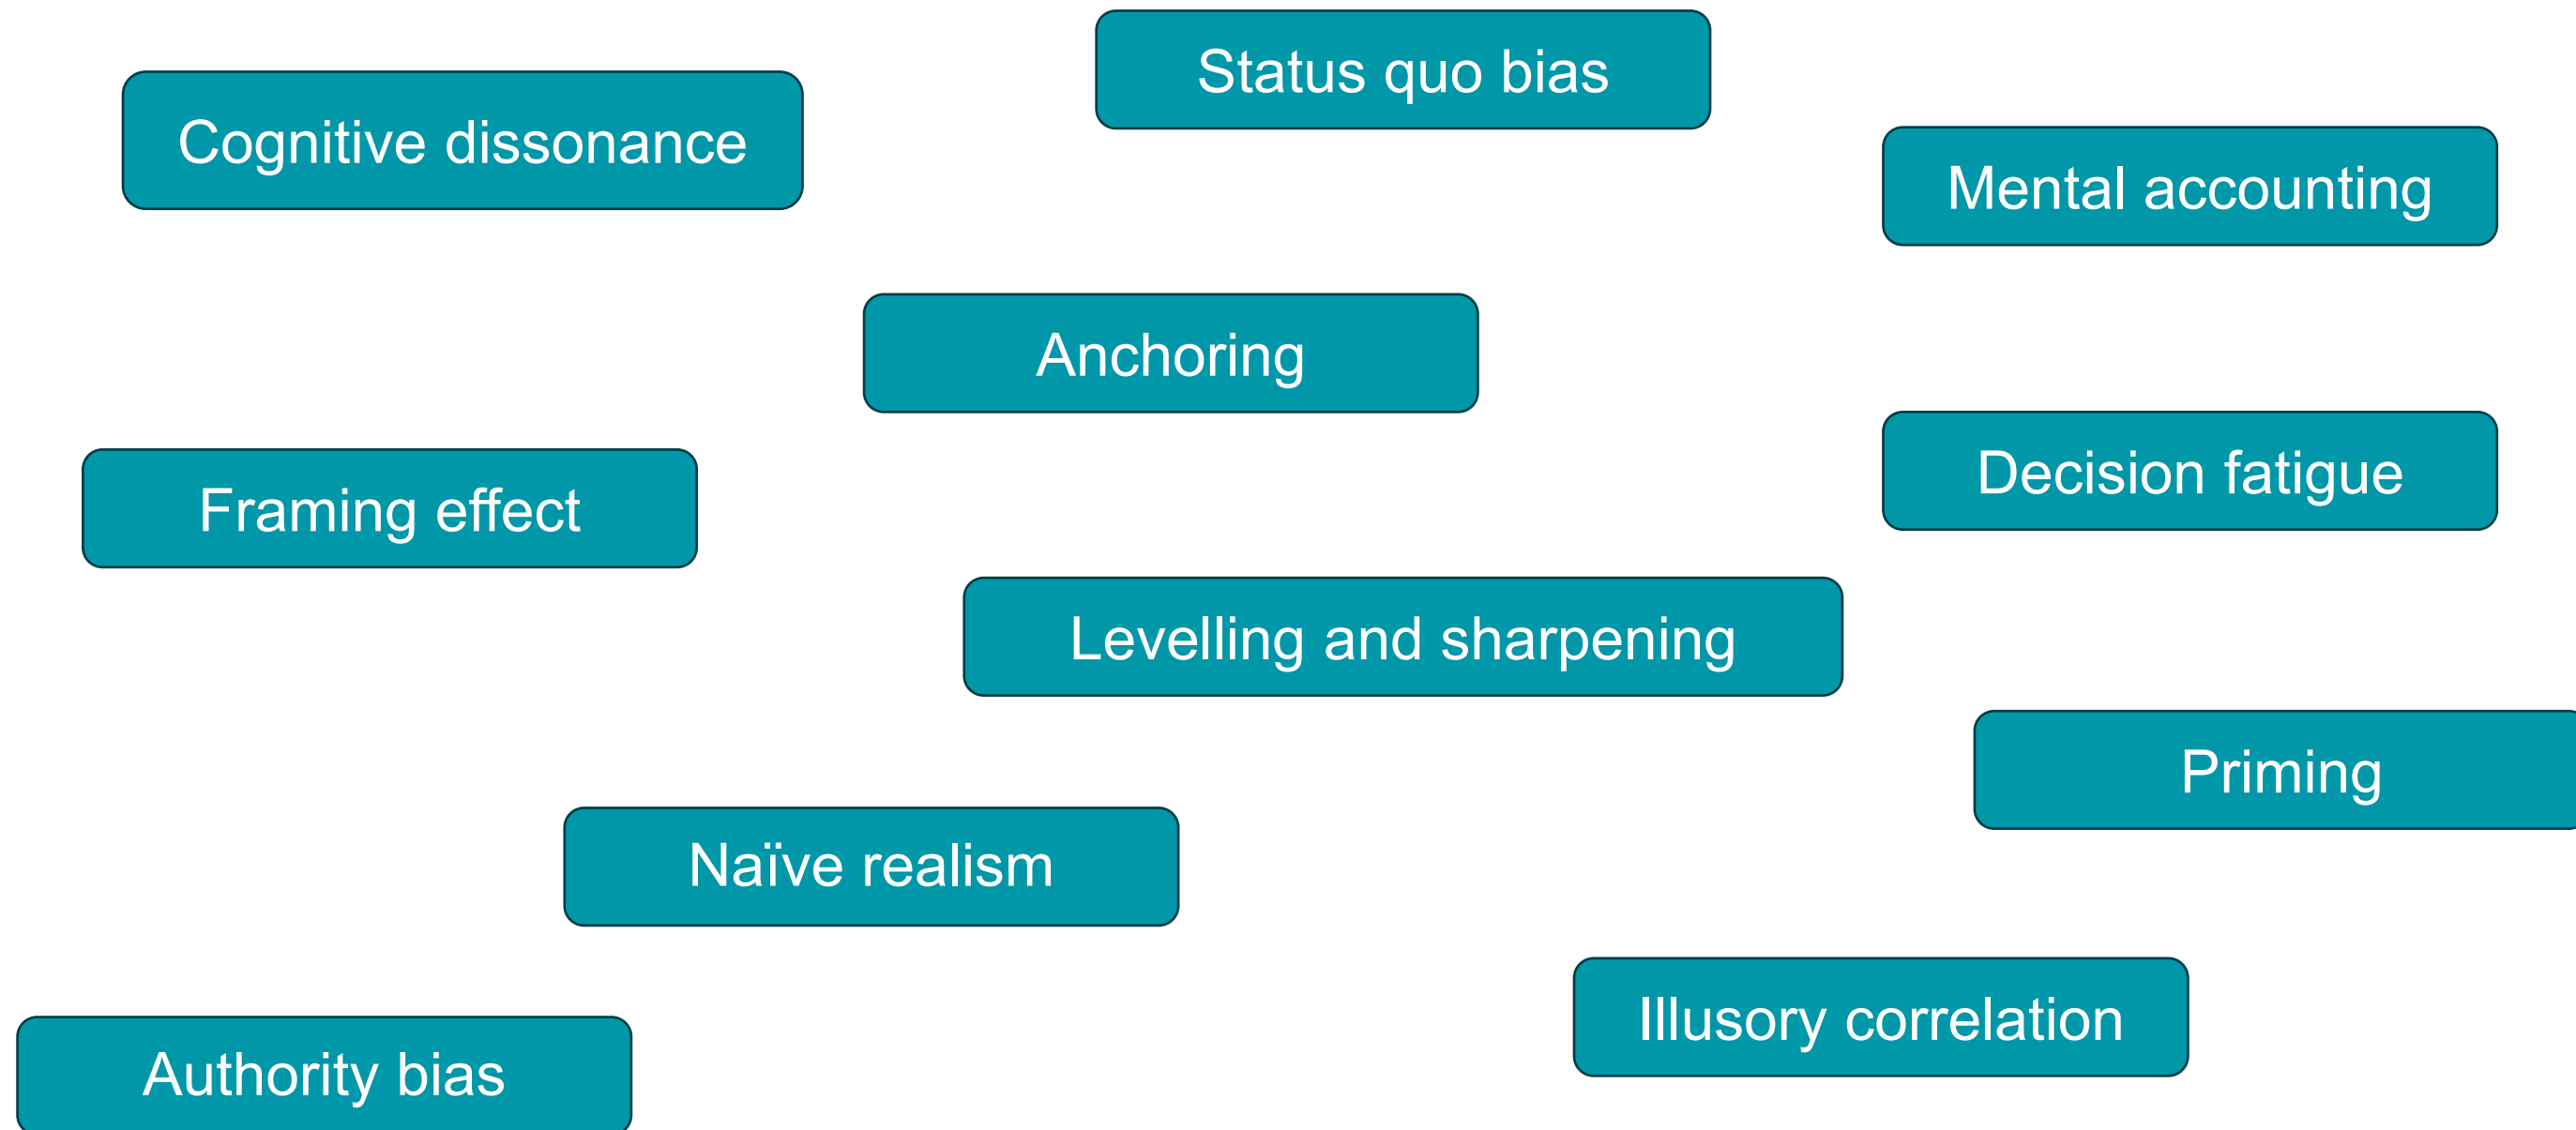 Status quo bias
Cognitive dissonance
Mental accounting
Anchoring
Decision fatigue
Framing effect
Levelling and sharpening
Priming
Naïve realism
Illusory correlation
Authority bias